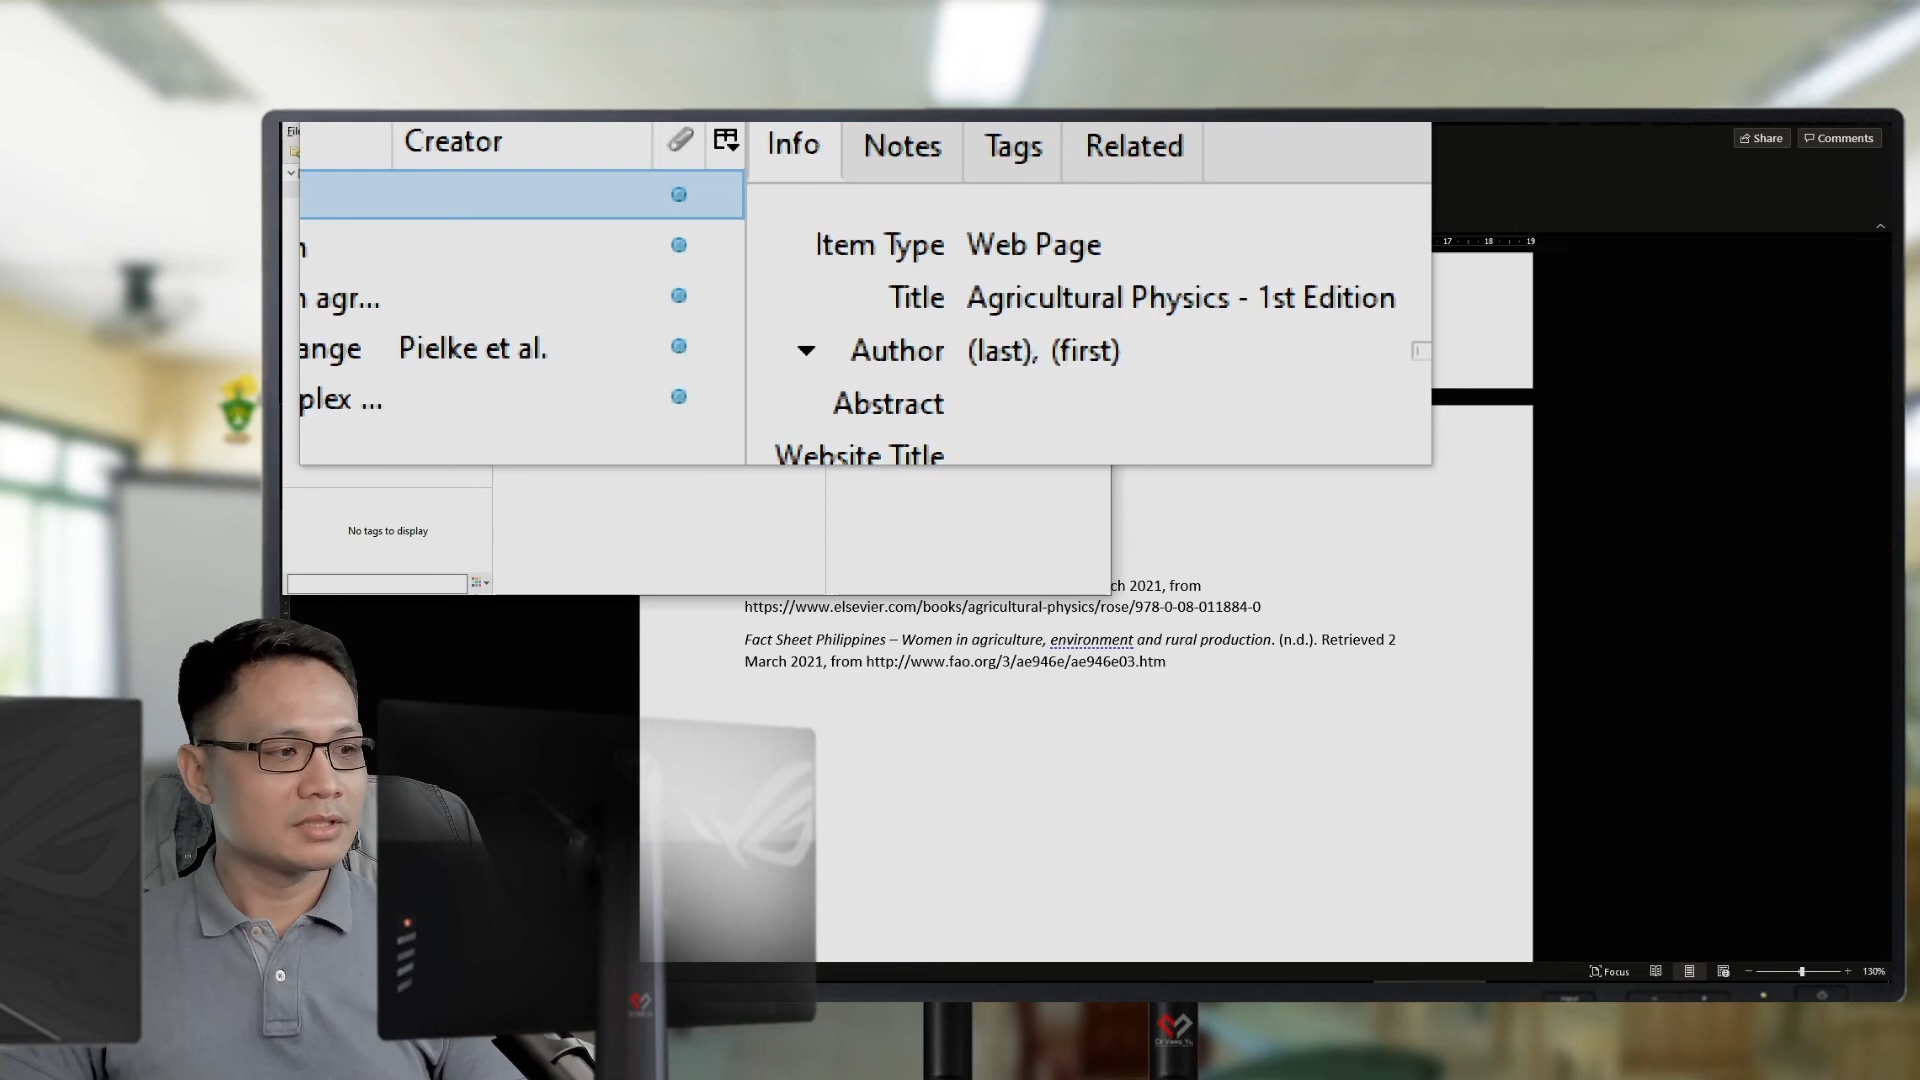 Creator
Info
Notes
Tags
Related
Share
Comments
Item Type Web Page
17 18 19
agr...
Title Agricultural Physics - 1st Edition
ange Pielke et al.
Author (last), (first)
plex ...
Abstract
Website Title
No tags to display
ch 2021, from
https://www.elsevier.com/books/agricultural-physics/rose/978-0-08-011884-0
Fact Sheet Philippines – Women in agriculture, environment and rural production. (n.d.). Retrieved 2
March 2021, from http://www.fao.org/3/ae946e/ae946e03.htm
Focus
130%